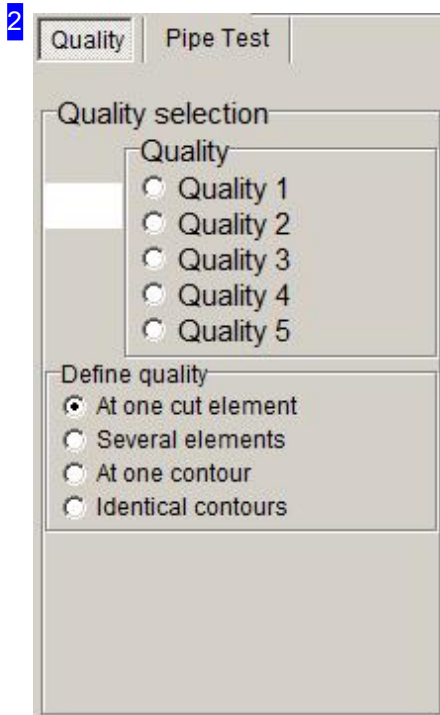 2
Quality Pipe Test
Quality selection
Quality
Quality 1
Quality 2
Quality 3
Quality 4
Quality 5
Define quality
At one cut element
Several elements
At one contour
Identical contours